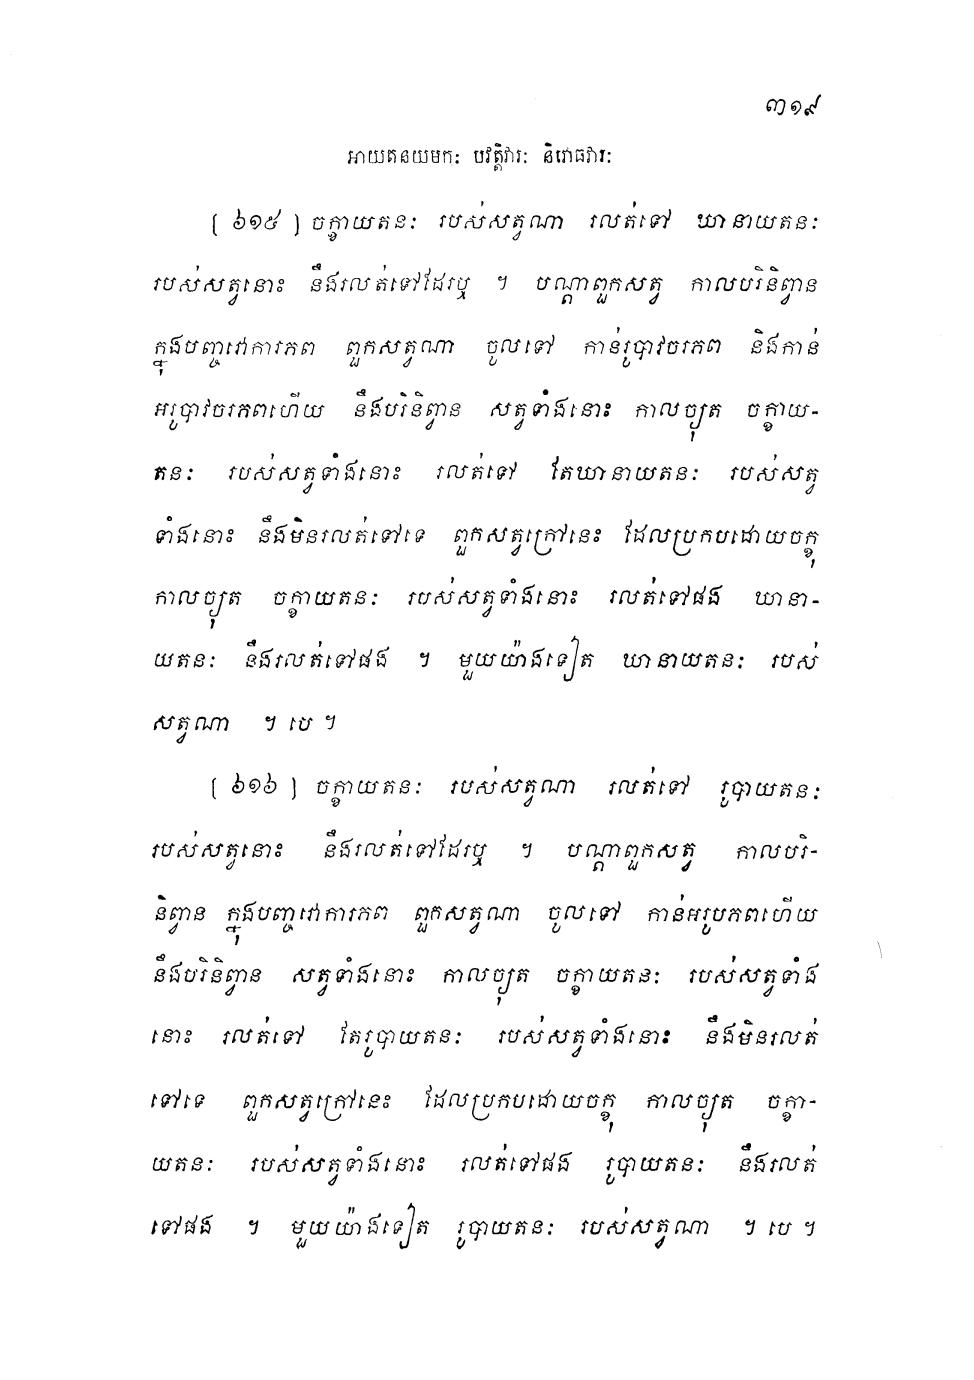 ៣១៩
អាយតនយមកៈ បវត្តិវារៈ និរោធវារៈ
[ ៦១៥ ] ចក្ខាយតនៈ របស់សត្វណា រលត់ទៅ ឃានាយតនៈ
របស់សត្វនោះ នឹងរលត់ទៅដែរឬ ។ បណ្តាពួកសត្វ កាលបរិនិព្វាន
ក្នុងបញ្ចវោការភព ពួកសត្វណា ចូលទៅ កាន់រូបាវចរភព និងកាន់
អរូបាវចរភពហើយ នឹងបរិនិព្វាន សត្វទាំងនោះ កាលច្យុត ចក្ខាយ-
តនៈ របស់សត្វទាំងនោះ រលត់ទៅ តែឃានាយតនៈ របស់សត្វ
ទាំងនោះ នឹងមិនរលត់ទៅទេ ពួកសត្វក្រៅនេះ ដែលប្រកបដោយចក្ខុ
កាលច្យុត ចក្ខាយតនៈ របស់សត្វទាំងនោះ រលត់ទៅផង ឃានា-
យតនៈ នឹងរលត់ទៅផង ។ មួយយ៉ាងទៀត ឃានាយតនៈ របស់
សត្វណា ។ បេ ។
[ ៦១៦ ] ចក្ខាយតនៈ របស់សត្វណា រលត់ទៅ រូបាយតនៈ
របស់សត្វនោះ នឹងរលត់ទៅដែរឬ ។ បណ្តាពួកសត្វ កាលបរិ-
និព្វាន ក្នុងបញ្ចវោការភព ពួកសត្វណា ចូលទៅ កាន់អរូបភពហើយ
នឹងបរិនិព្វាន សត្វទាំងនោះ កាលច្យុត ចក្ខាយតនៈ របស់សត្វទាំង
នោះ រលត់ទៅ តែរូបាយតនៈ របស់សត្វទាំងនោះ នឹងមិនរលត់
ទៅទេ ពួកសត្វក្រៅនេះ ដែលប្រកបដោយចក្ខុ កាលច្យុត ចក្ខា-
យតនៈ របស់សត្វទាំងនោះ រលត់ទៅផង រូបាយតនៈ នឹងរលត់
ទៅផង ។ មួយយ៉ាងទៀត រូបាយតនៈ របស់សត្វណា ។ បេ ។